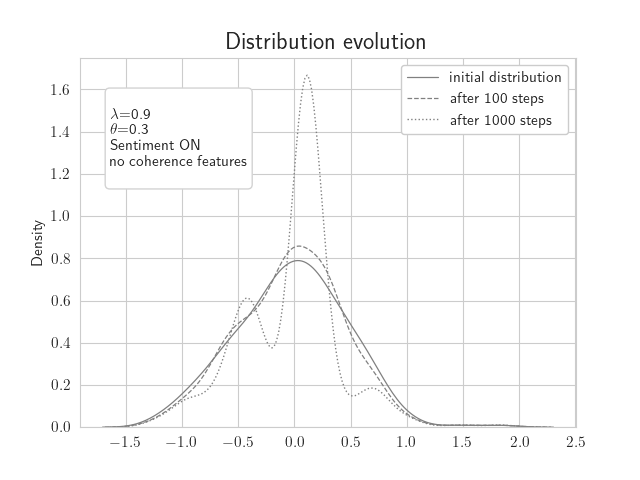 Distribution evolution
λ=0.9
θ=0.3
Sentiment ON
no coherence features
initial distribution
after 100 steps
after 1000 steps
Density
1.6
1.4
1.2
1.0
0.8
0.6
0.4
0.2
0.0
−1.5 −1.0 −0.5 0.0 0.5 1.0 1.5 2.0 2.5